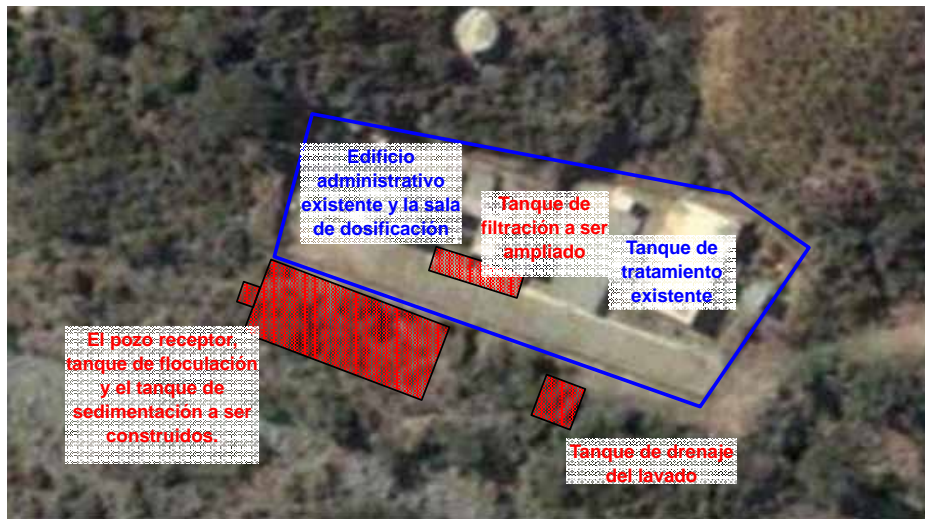 Edificio
administrativo
existente y la sala
de dosificación
Tanque de
filtración a ser
ampliado
Tanque de
tratamiento
existente
El pozo receptor,
tanque de floculación
y el tanque de
sedimentación a ser
construidos.
Tanque de drenaje
del lavado